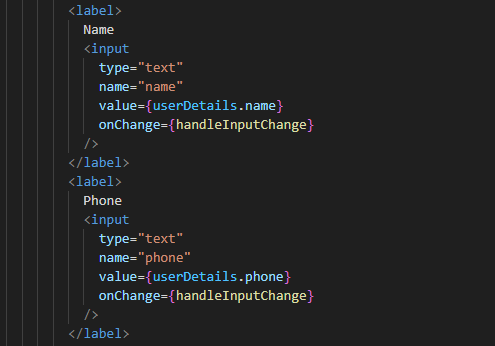 <label>
Name
<input
type="text"
name="name"
value={userDetails.name}
onChange={handleInputChange}
/>
</label>
<label>
Phone
<input
type="text"
name="phone"
value={userDetails.phone}
onChange={handleInputChange}
/>
</label>